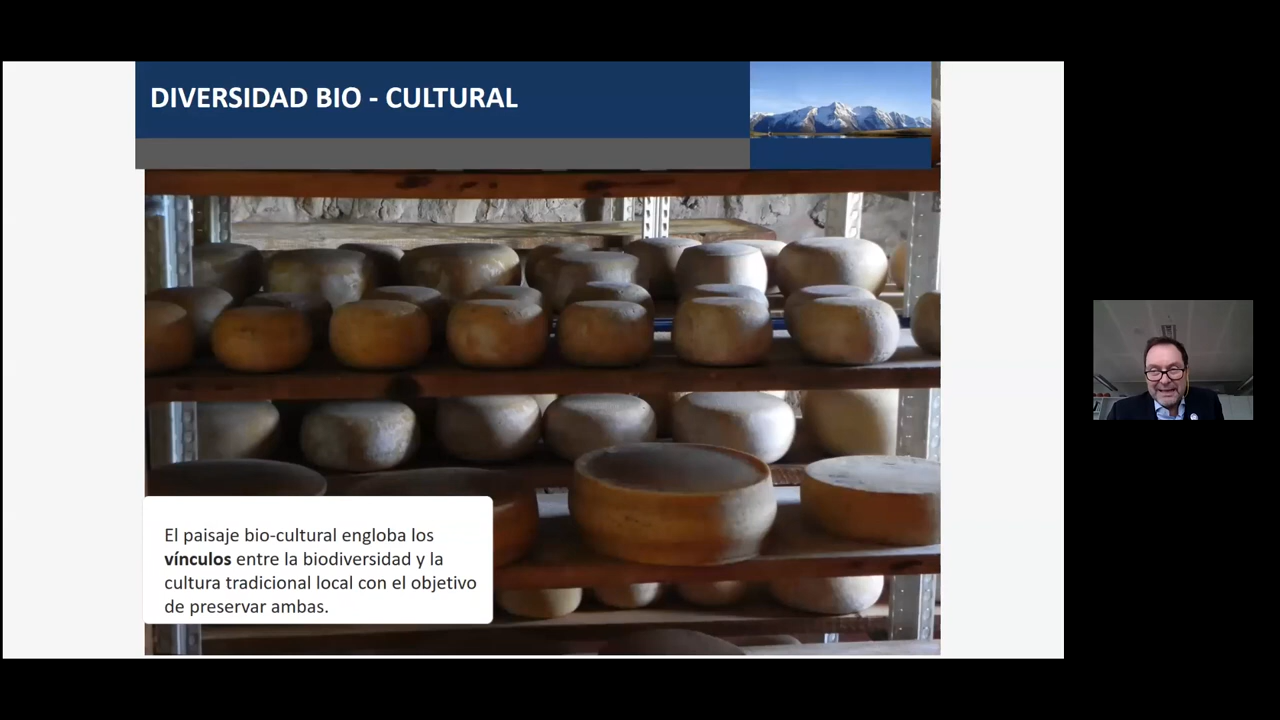 DIVERSIDAD BIO - CULTURAL
El paisaje bio-cultural engloba los
vínculos entre la biodiversidad y la
cultura tradicional local con el objetivo
de preservar ambas.